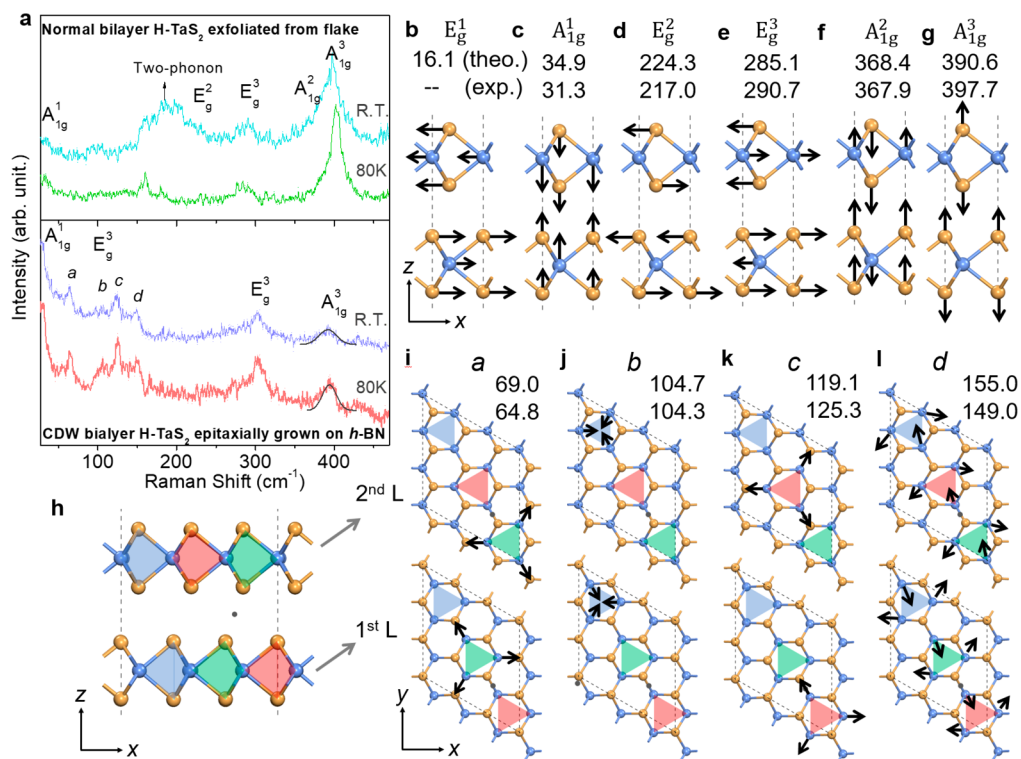 a
Normal bilayer H-TaS₂ exfoliated from flake
A¹₁g
Two-phonon
E²g
E³g
A²₁g
A³₁g
R.T.
80K
A¹₁g
E³g
a
b
c
d
E³g
A³₁g
R.T.
80K
CDW bialyer H-TaS₂ epitaxially grown on h-BN
Intensity (arb. unit.)
100 200 300 400
Raman Shift (cm⁻¹)
b E¹g
16.1 (theo.)
-- (exp.)
c A¹₁g
34.9
31.3
d E²g
224.3
217.0
e E³g
285.1
290.7
f A²₁g
368.4
367.9
g A³₁g
390.6
397.7
z
x
h
2ⁿᵈ L
1ˢᵗ L
z
x
i a
69.0
64.8
j b
104.7
104.3
k c
119.1
125.3
l d
155.0
149.0
y
x